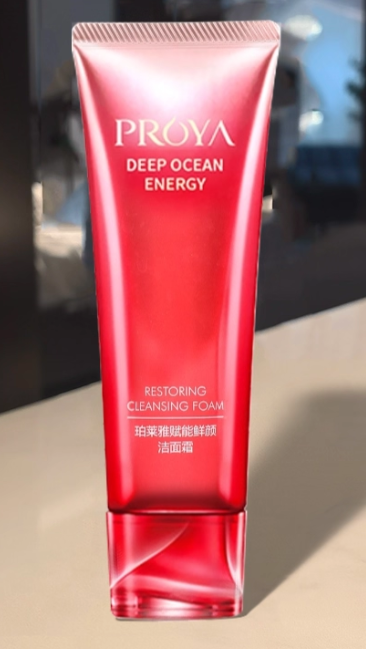 PROYA
DEEP OCEAN
ENERGY
RESTORING
CLEANSING FOAM
珀莱雅赋能鲜颜
洁面霜